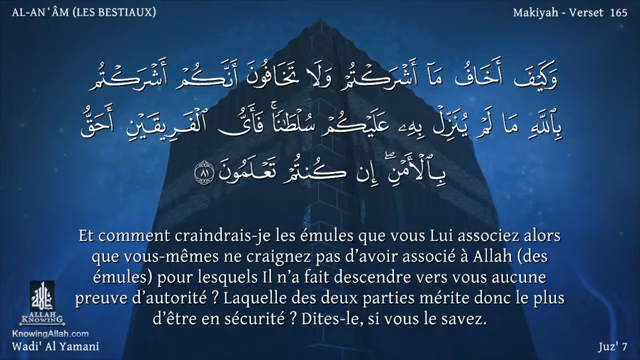 AL-AN'ÂM (LES BESTIAUX)
Makiyah - Verset 165
وَكَيْفَ أَخَافُ مَآ أَشْرَكْتُمْ وَلَا تَخَافُونَ أَنَّكُمْ أَشْرَكْتُم
بِٱللَّهِ مَا لَمْ يُنَزِّلْ بِهِۦ عَلَيْكُمْ سُلْطَٰنًا ۚ فَأَىُّ ٱلْفَرِيقَيْنِ أَحَقُّ
بِٱلْأَمْنِ ۖ إِن كُنتُمْ تَعْلَمُونَ ٨١
Et comment craindrais-je les émules que vous Lui associez alors
que vous-mêmes ne craignez pas d'avoir associé à Allah (des
émules) pour lesquels Il n'a fait descendre vers vous aucune
preuve d'autorité ? Laquelle des deux parties mérite donc le plus
d'être en sécurité ? Dites-le, si vous le savez.
ALLAH
KNOWING
KnowingAllah.com
Wadi' Al Yamani
Juz' 7